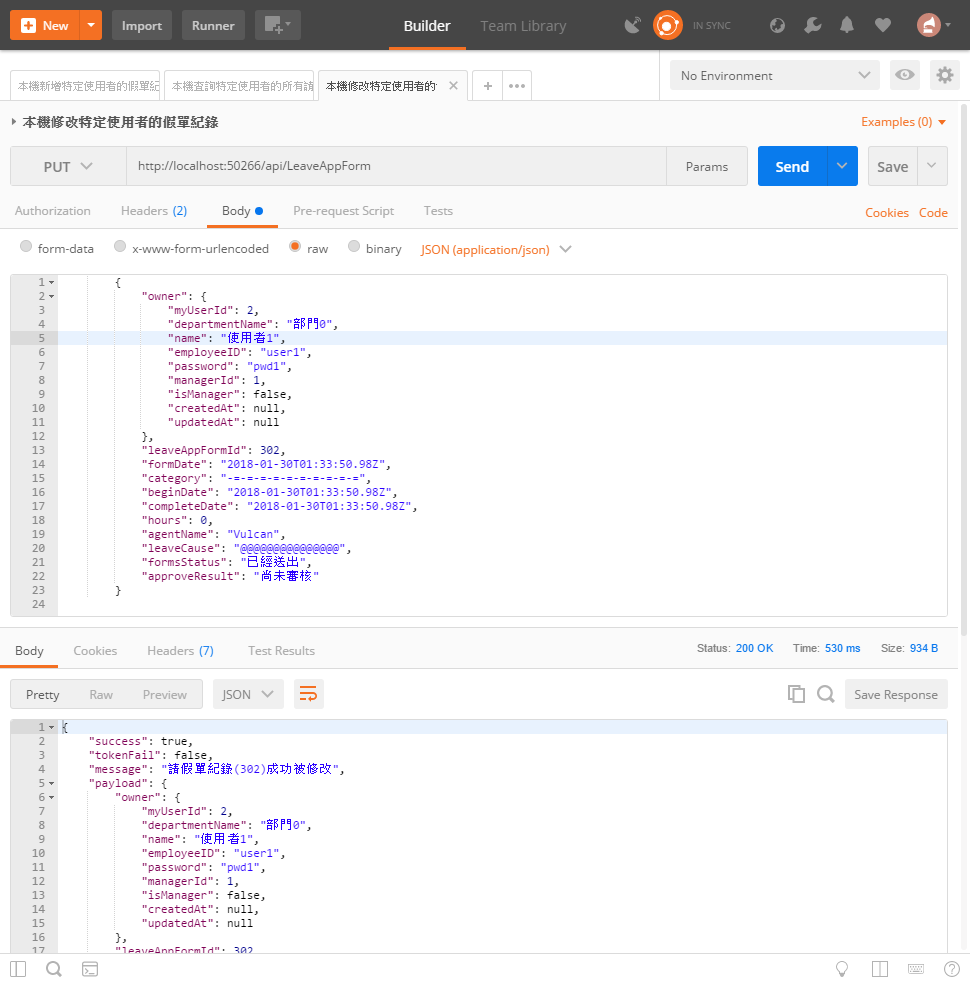 New Import Runner Builder Team Library IN SYNC
本機新增特定使用者的假單紀 本機查詢特定使用者的所有請 本機修改特定使用者的 No Environment
本機修改特定使用者的假單紀錄 Examples (0)
PUT http://localhost:50266/api/LeaveAppForm Params Send Save
Authorization Headers (2) Body Pre-request Script Tests Cookies Code
form-data x-www-form-urlencoded raw binary JSON (application/json)
1 {
2 "owner": {
3 "myUserId": 2,
4 "departmentName": "部門0",
5 "name": "使用者1",
6 "employeeID": "user1",
7 "password": "pwd1",
8 "managerId": 1,
9 "isManager": false,
10 "createdAt": null,
11 "updatedAt": null
12 },
13 "leaveAppFormId": 302,
14 "formDate": "2018-01-30T01:33:50.98Z",
15 "category": "-=-=-=-=-=-=-=-=-=-=",
16 "beginDate": "2018-01-30T01:33:50.98Z",
17 "completeDate": "2018-01-30T01:33:50.98Z",
18 "hours": 0,
19 "agentName": "Vulcan",
20 "leaveCause": "@@@@@@@@@@@@@@@",
21 "formsStatus": "已經送出",
22 "approveResult": "尚未審核"
23 }
24
Body Cookies Headers (7) Test Results Status: 200 OK Time: 530 ms Size: 934 B
Pretty Raw Preview JSON Save Response
1 {
2 "success": true,
3 "tokenFail": false,
4 "message": "請假單紀錄(302)成功被修改",
5 "payload": {
6 "owner": {
7 "myUserId": 2,
8 "departmentName": "部門0",
9 "name": "使用者1",
10 "employeeID": "user1",
11 "password": "pwd1",
12 "managerId": 1,
13 "isManager": false,
14 "createdAt": null,
15 "updatedAt": null
16 },
17 "leaveAppFormId": 302,